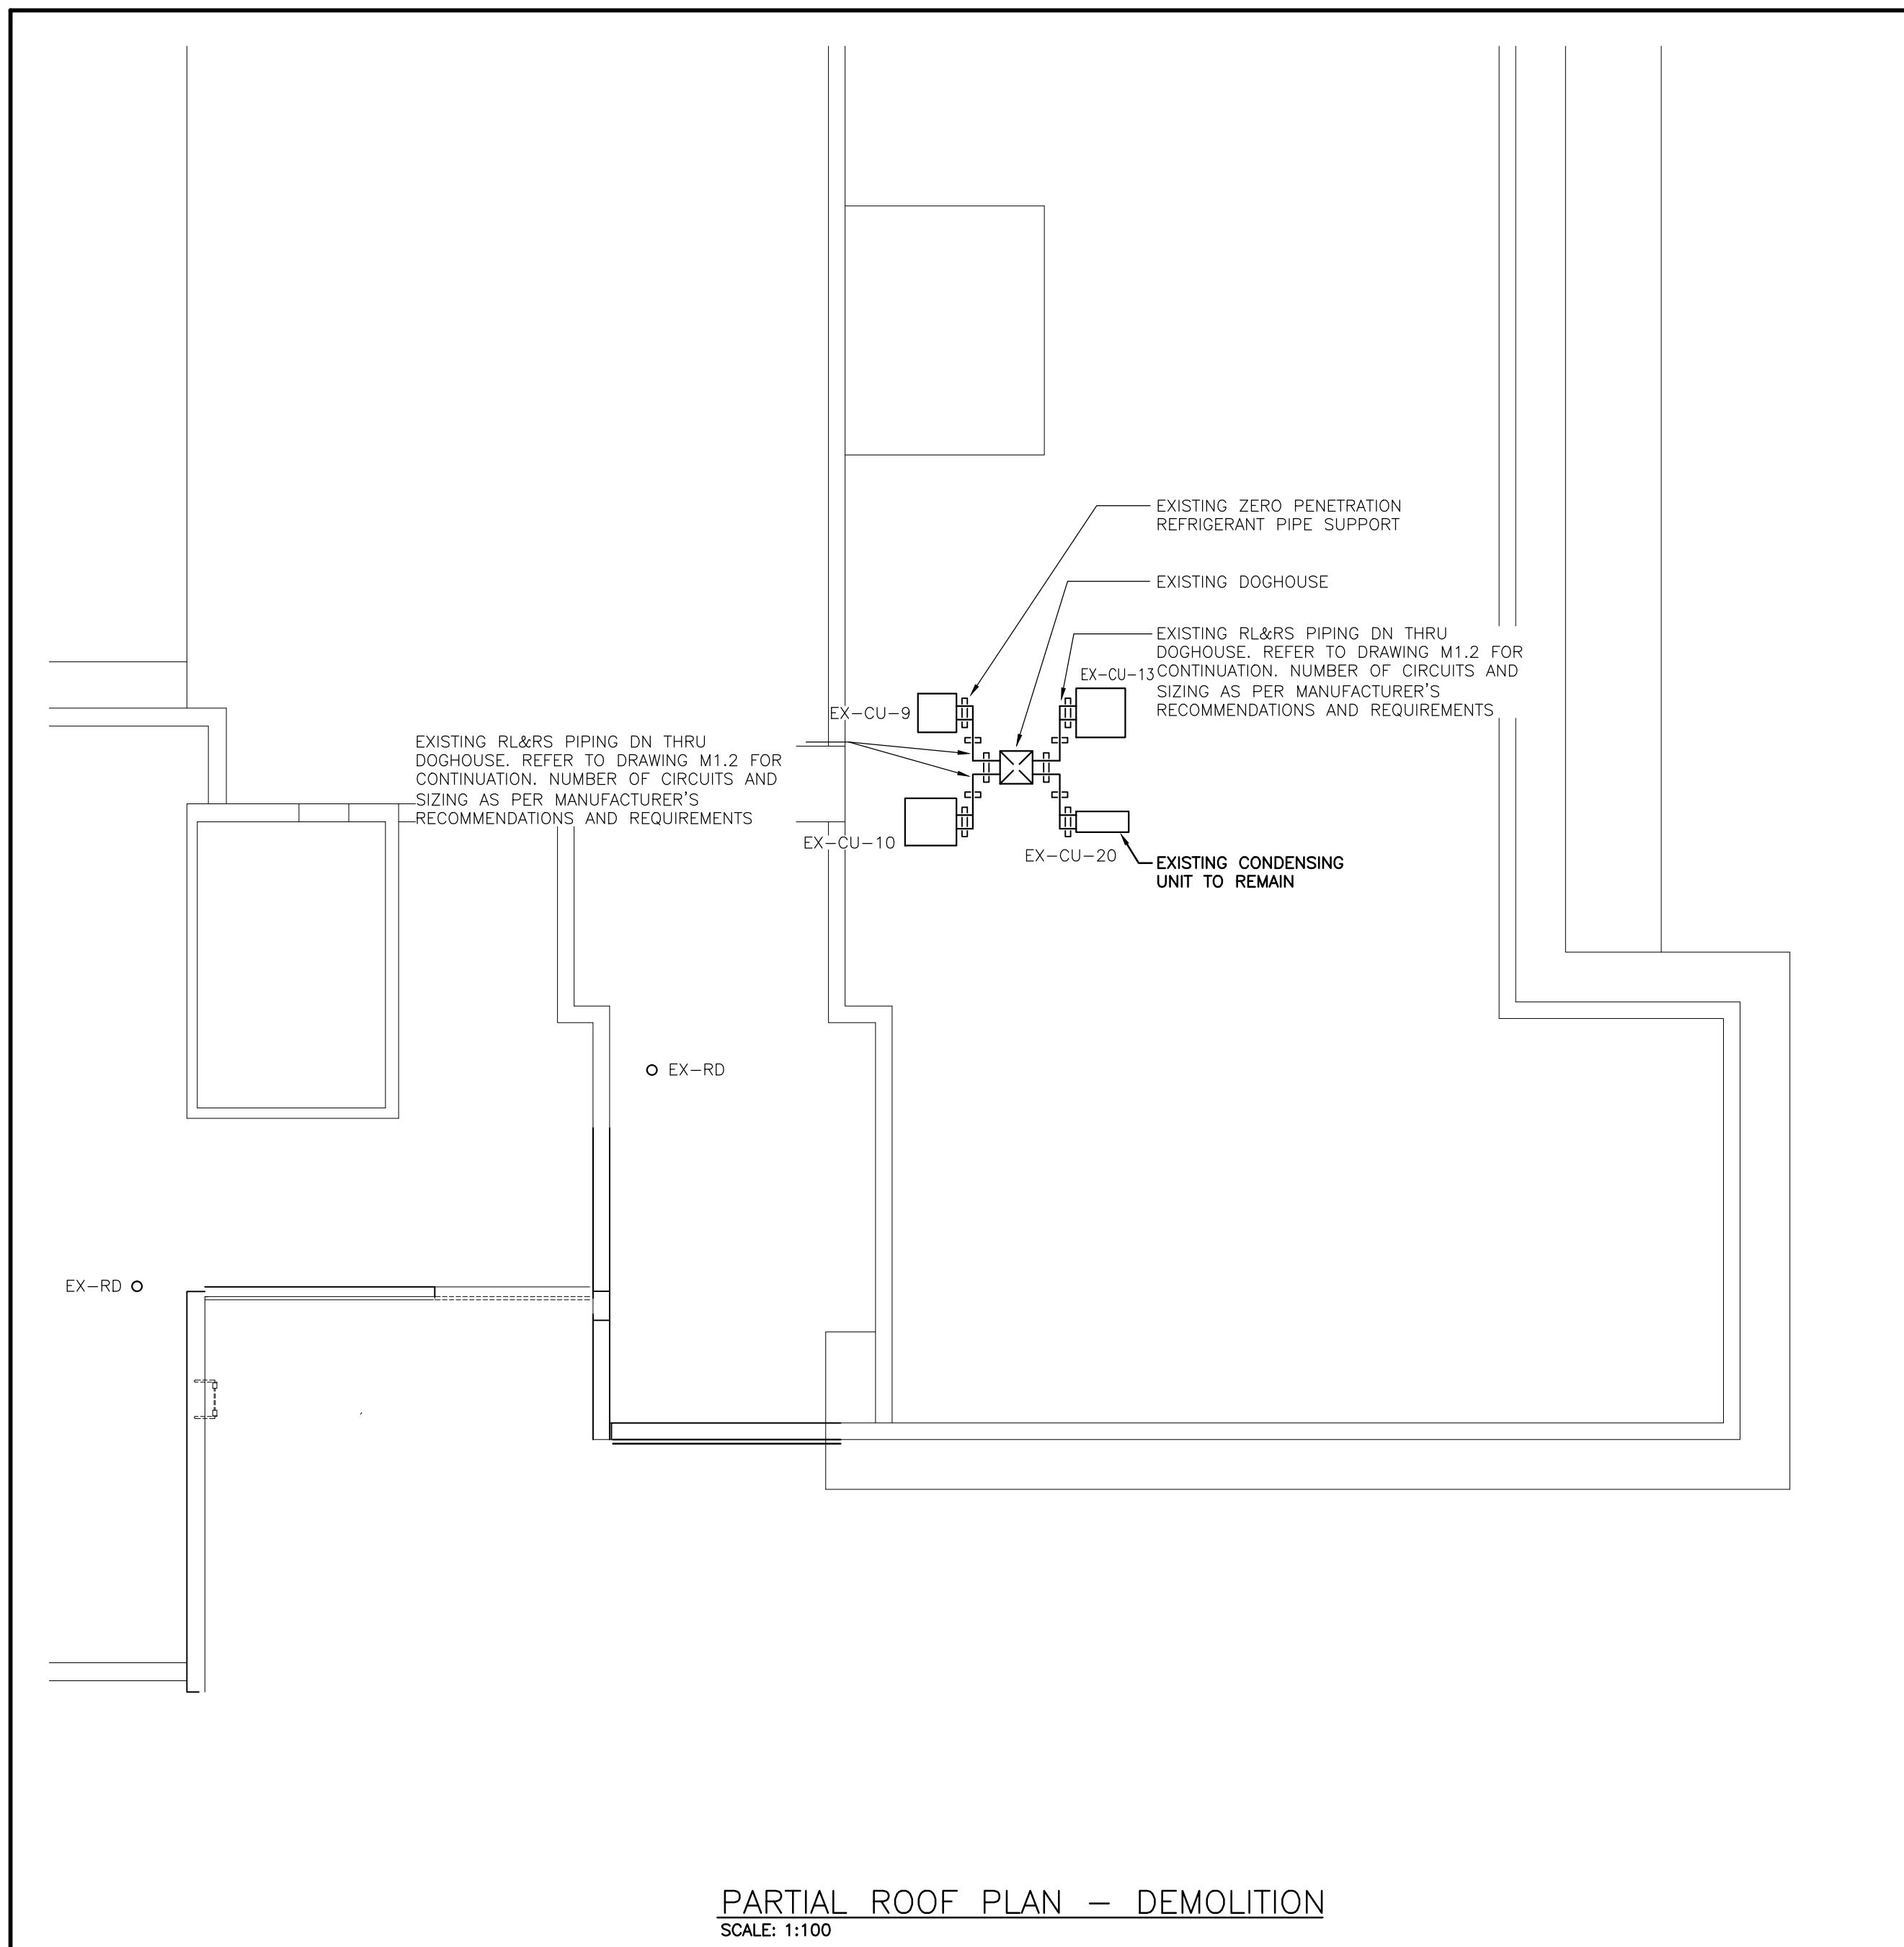 EXISTING ZERO PENETRATION
REFRIGERANT PIPE SUPPORT
EXISTING DOGHOUSE
EXISTING RL&RS PIPING DN THRU
DOGHOUSE. REFER TO DRAWING M1.2 FOR
CONTINUATION. NUMBER OF CIRCUITS AND
SIZING AS PER MANUFACTURER'S
RECOMMENDATIONS AND REQUIREMENTS
EX-CU-13
EX-CU-9
EXISTING RL&RS PIPING DN THRU
DOGHOUSE. REFER TO DRAWING M1.2 FOR
CONTINUATION. NUMBER OF CIRCUITS AND
SIZING AS PER MANUFACTURER'S
RECOMMENDATIONS AND REQUIREMENTS
EX-CU-10
EX-CU-20
EXISTING CONDENSING
UNIT TO REMAIN
EX-RD
EX-RD
PARTIAL ROOF PLAN - DEMOLITION
SCALE: 1:100